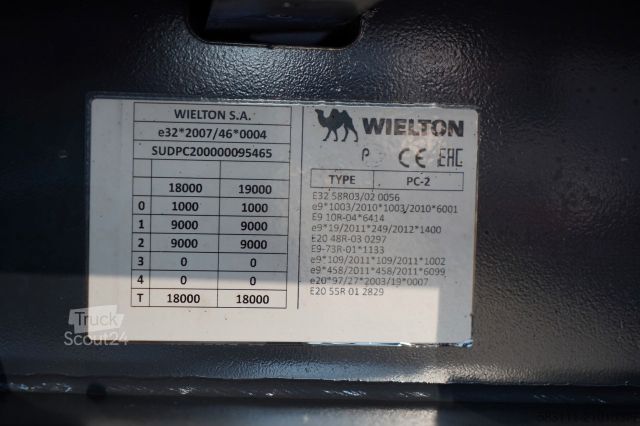 WIELTON S.A.
e32*2007/46*0004
SUDPC200000095465
18000 19000
0 1000 1000
1 9000 9000
2 9000 9000
3 0 0
4 0 0
T 18000 18000
WIELTON
CE EAC
TYPE PC-2
E32 58R03/02 0056
e9*1003/2010*1003/2010*6001
E9 10R-04*6414
e9*19/2011*249/2012*1400
E20 48R-03 0297
E9-73R-01*1133
e9*109/2011*109/2011*1002
e9*458/2011*458/2011*6099
e20*97/27*2003/19*0007
E20 55R 01 2829
Truck
Scout24